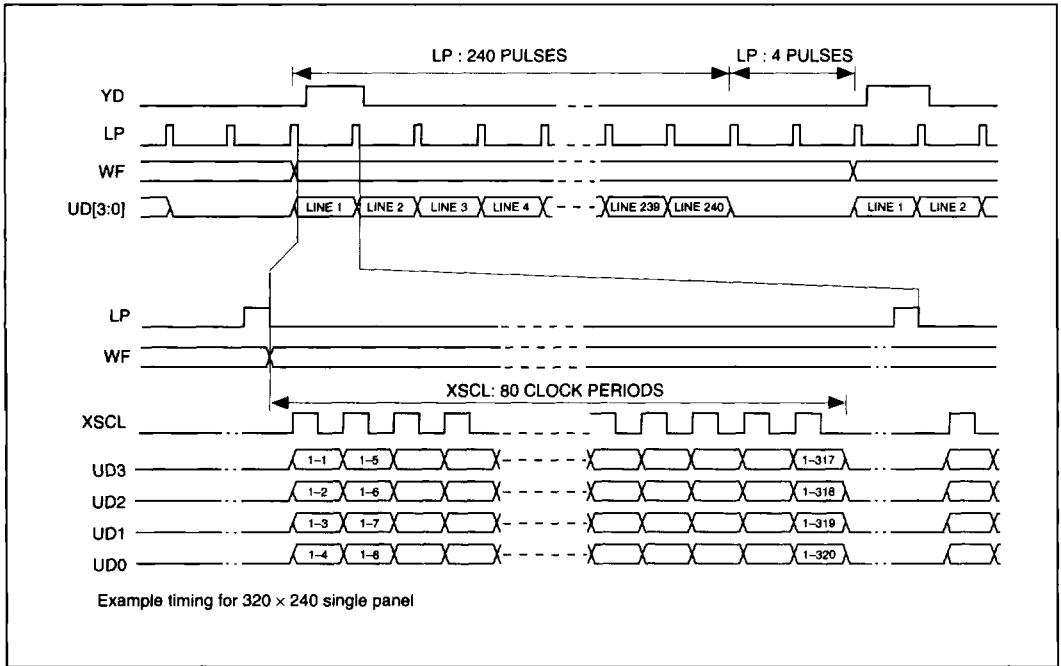 LP : 240 PULSES LP : 4 PULSES
YD
LP
WF
UD[3:0] LINE 1 LINE 2 LINE 3 LINE 4 LINE 239 LINE 240 LINE 1 LINE 2
LP
WF
XSCL: 80 CLOCK PERIODS
XSCL
UD3 1–1 1–5 1–317
UD2 1–2 1–6 1–318
UD1 1–3 1–7 1–319
UD0 1–4 1–8 1–320
Example timing for 320 × 240 single panel